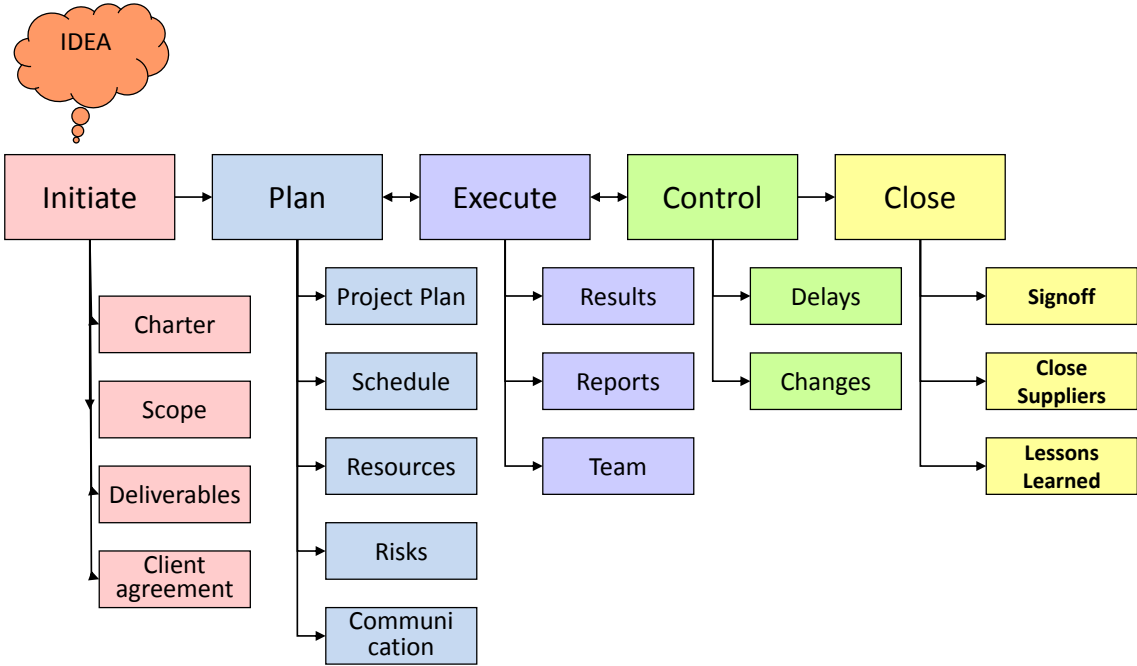 IDEA
Initiate
Plan
Execute
Control
Close
Charter
Scope
Deliverables
Client
agreement
Project Plan
Schedule
Resources
Risks
Communi
cation
Results
Reports
Team
Delays
Changes
Signoff
Close
Suppliers
Lessons
Learned